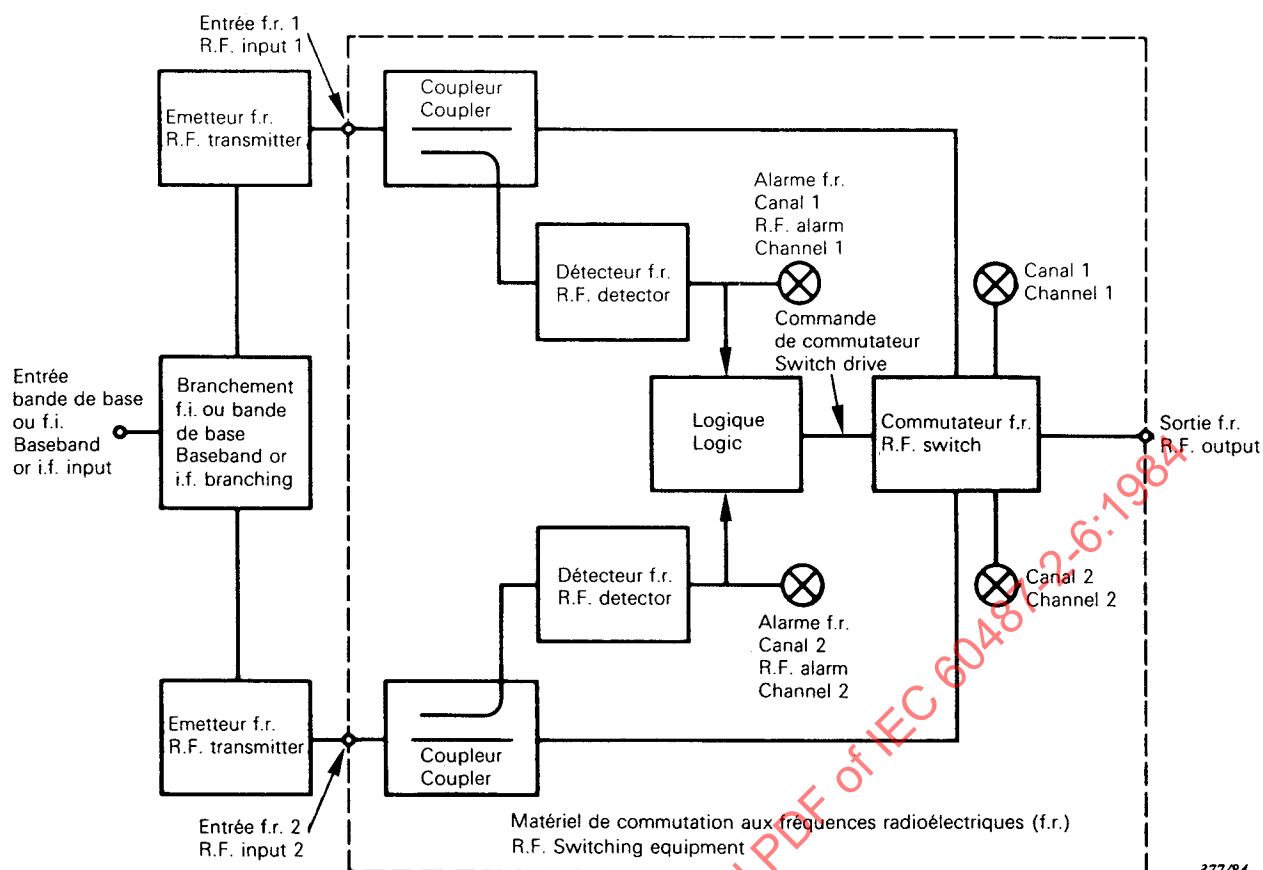 Entrée f.r. 1
R.F. input 1
Emetteur f.r.
R.F. transmitter
Coupleur
Coupler
Alarme f.r.
Canal 1
R.F. alarm
Channel 1
Détecteur f.r.
R.F. detector
Canal 1
Channel 1
Commande
de commutateur
Switch drive
Entrée
bande de base
ou f.i.
Baseband
or i.f. input
Branchement
f.i. ou bande
de base
Baseband or
i.f. branching
Logique
Logic
Commutateur f.r.
R.F. switch
Sortie f.r.
R.F. output
Détecteur f.r.
R.F. detector
Canal 2
Channel 2
Alarme f.r.
Canal 2
R.F. alarm
Channel 2
Emetteur f.r.
R.F. transmitter
Coupleur
Coupler
Entrée f.r. 2
R.F. input 2
Matériel de commutation aux fréquences radioélectriques (f.r.)
R.F. Switching equipment
377/84
PDF of IEC 60487-2-6:1984